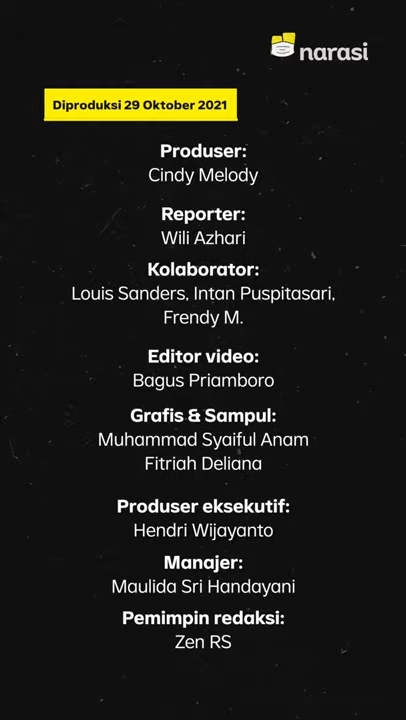 narasi
Diproduksi 29 Oktober 2021
Produser:
Cindy Melody
Reporter:
Wili Azhari
Kolaborator:
Louis Sanders, Intan Puspitasari,
Frendy M.
Editor video:
Bagus Priamboro
Grafis & Sampul:
Muhammad Syaiful Anam
Fitriah Deliana
Produser eksekutif:
Hendri Wijayanto
Manajer:
Maulida Sri Handayani
Pemimpin redaksi:
Zen RS